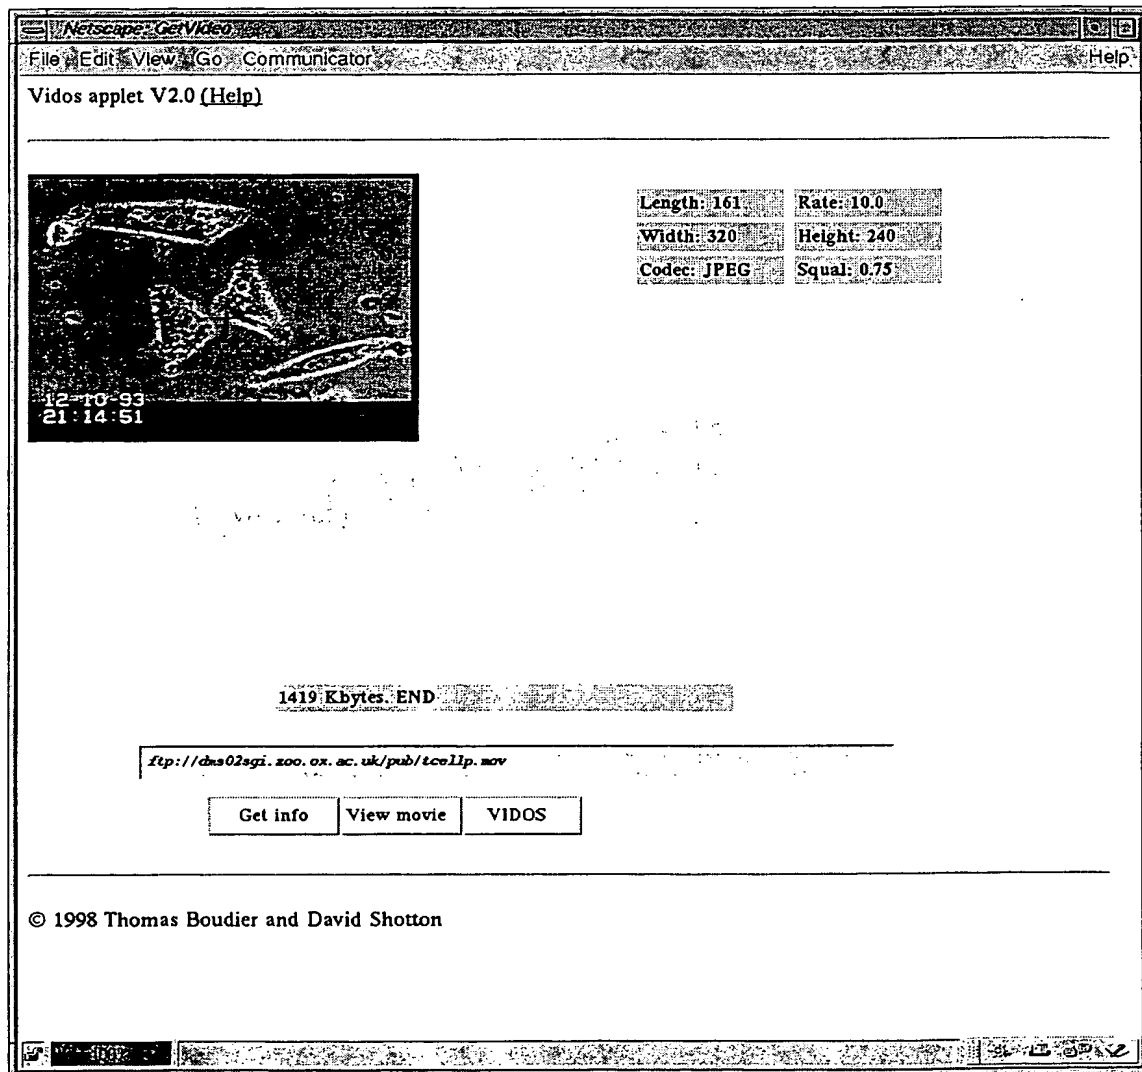 Netscape: GetVideo
File Edit View Go Communicator Help
Vidos applet V2.0 (Help)
Length: 161 Rate: 10.0
Width: 320 Height: 240
Codec: JPEG Squal: 0.75
12-10-93
21:14:51
1419 Kbytes. END
ftp://dms02sgi.zoo.ox.ac.uk/pub/tcellp.mov
Get info View movie VIDOS
© 1998 Thomas Boudier and David Shotton